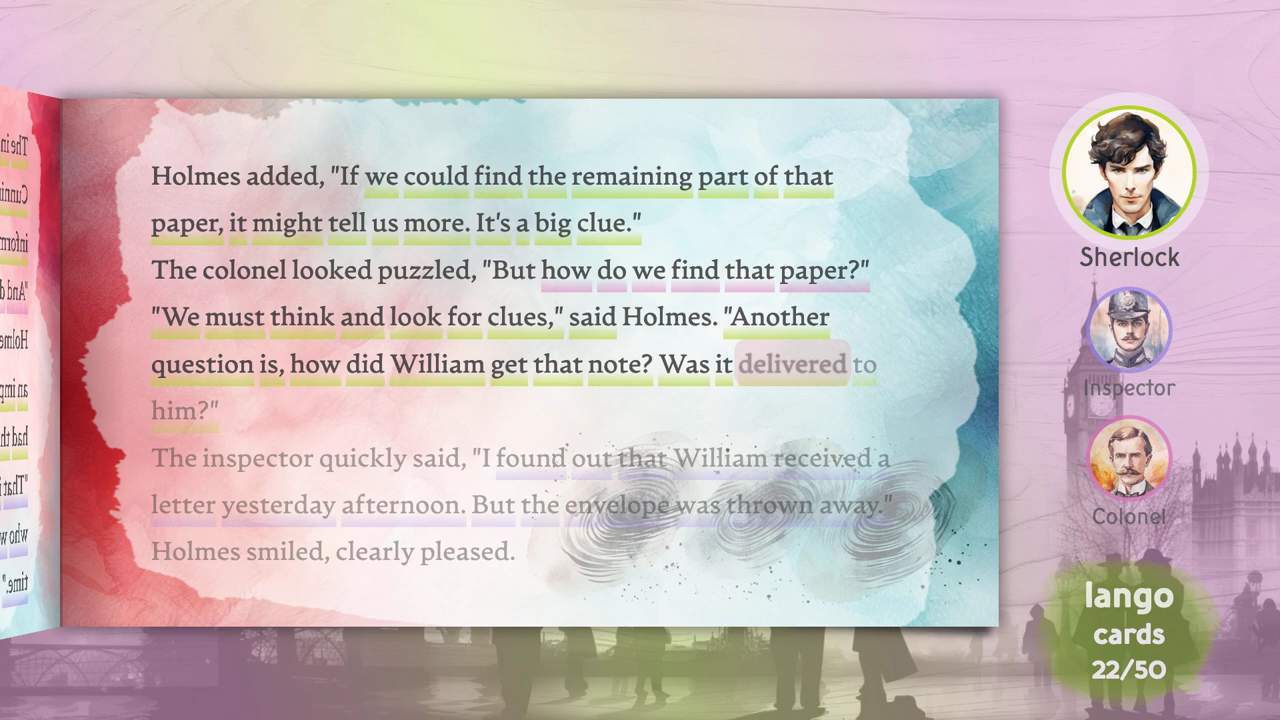 Holmes added, "If we could find the remaining part of that
paper, it might tell us more. It's a big clue."
The colonel looked puzzled, "But how do we find that paper?"
"We must think and look for clues," said Holmes. "Another
question is, how did William get that note? Was it delivered to
him?"
The inspector quickly said, "I found out that William received a
letter yesterday afternoon. But the envelope was thrown away."
Holmes smiled, clearly pleased.
Sherlock
Inspector
Colonel
lango
cards
22/50